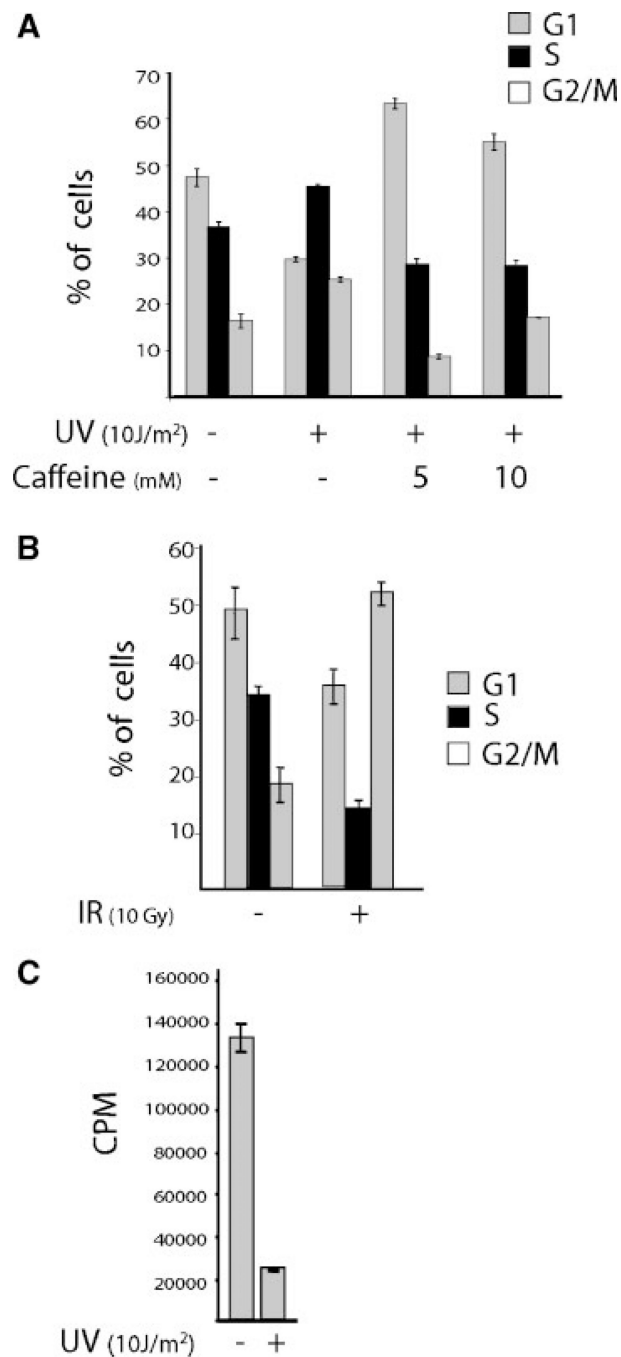 A
G1
S
G2/M
70
60
50
40
30
20
10
% of cells
UV (10J/m²) - + + +
Caffeine (mM) - - 5 10
B
60
50
40
30
20
10
% of cells
G1
S
G2/M
IR (10 Gy) - +
C
160000
140000
120000
100000
80000
60000
40000
20000
CPM
UV (10J/m²) - +